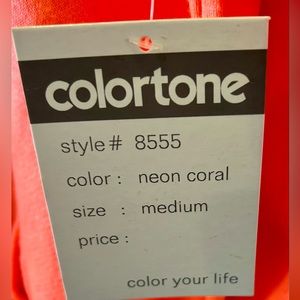 colortone
style# 8555
color : neon coral
size : medium
price :
color your life